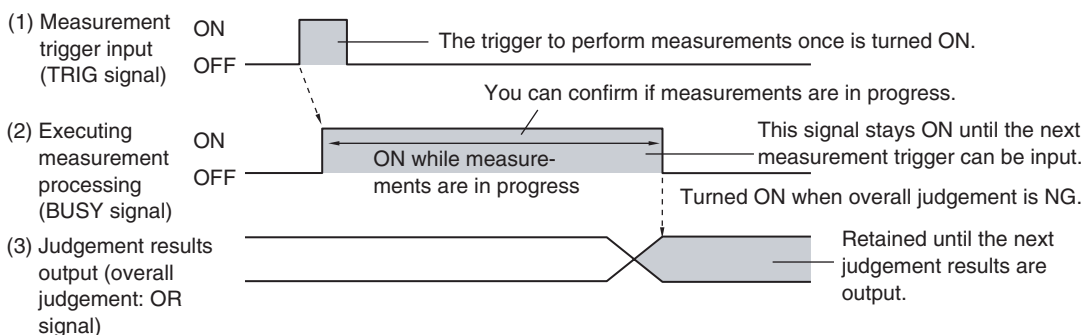 (1) Measurement
trigger input
(TRIG signal)
ON
OFF
The trigger to perform measurements once is turned ON.
You can confirm if measurements are in progress.
(2) Executing
measurement
processing
(BUSY signal)
ON
OFF
ON while measure-
ments are in progress
This signal stays ON until the next
measurement trigger can be input.
Turned ON when overall judgement is NG.
(3) Judgement results
output (overall
judgement: OR
signal)
Retained until the next
judgement results are
output.